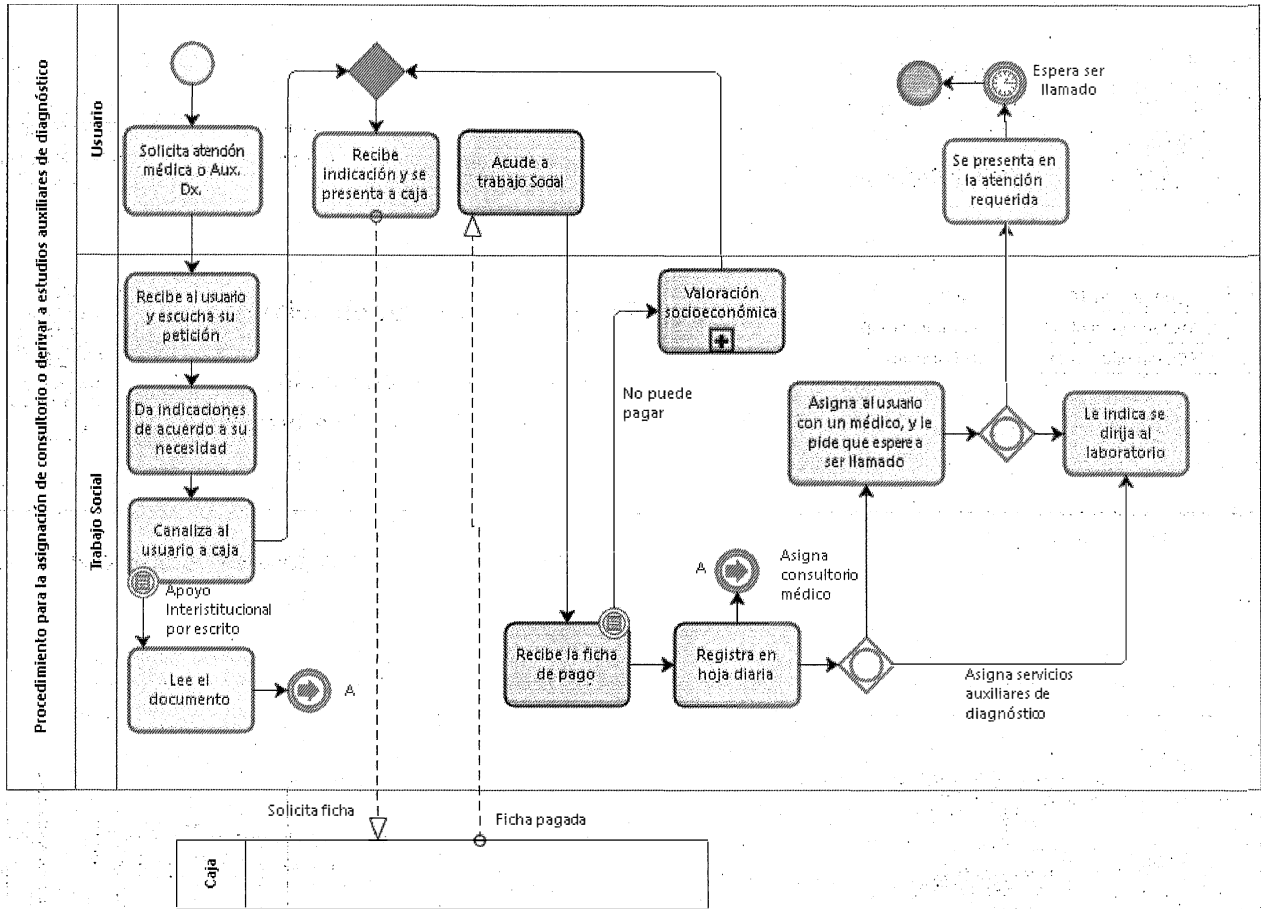 Procedimiento para la asignación de consultorio o derivar a estudios auxiliares de diagnóstico
Usuario
Solicita atención
médica o Aux.
Dx.
Recibe
indicación y se
presenta a caja
Acude a
trabajo Social
Espera ser
llamado
Se presenta en
la atención
requerida
Trabajo Social
Recibe al usuario
y escucha su
petición
Da indicaciones
de acuerdo a su
necesidad
Canaliza al
usuario a caja
Apoyo
Interistitucional
por escrito
Lee el
documento
A
Valoración
socioeconómica
No puede
pagar
Recibe la ficha
de pago
Registra en
hoja diaria
A
Asigna
consultorio
médico
Asigna al usuario
con un médico, y le
pide que espere a
ser llamado
Le indica se
dirija al
laboratorio
Asigna servicios
auxiliares de
diagnóstico
Solicita ficha
Ficha pagada
Caja